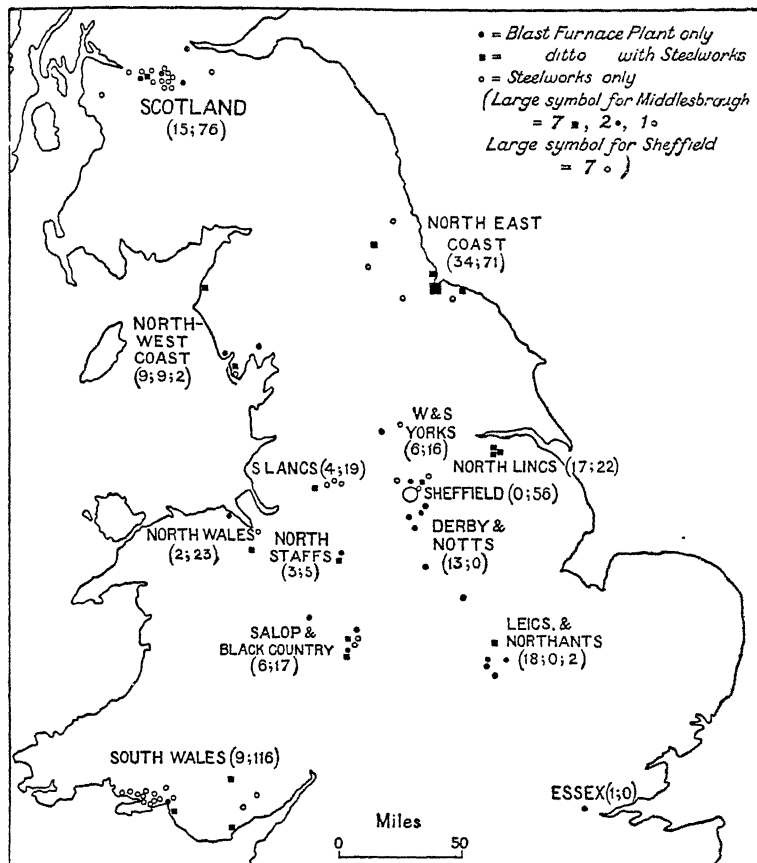 • = Blast Furnace Plant only
■ = ditto with Steelworks
○ = Steelworks only
(Large symbol for Middlesbrough
= 7 ■, 2 •, 1 ○
Large symbol for Sheffield
= 7 ○)
SCOTLAND
(15;76)
NORTH EAST
COAST
(34;71)
NORTH-
WEST
COAST
(9;9;2)
W&S
YORKS
(6;16)
S LANCS (4;19)
NORTH LINCS (17;22)
SHEFFIELD (0;56)
NORTH WALES
(2;23)
NORTH
STAFFS
(3;5)
DERBY &
NOTTS
(13;0)
SALOP &
BLACK COUNTRY
(6;17)
LEICS. &
NORTHANTS
(18;0;2)
SOUTH WALES (9;116)
ESSEX (1;0)
Miles
0 50